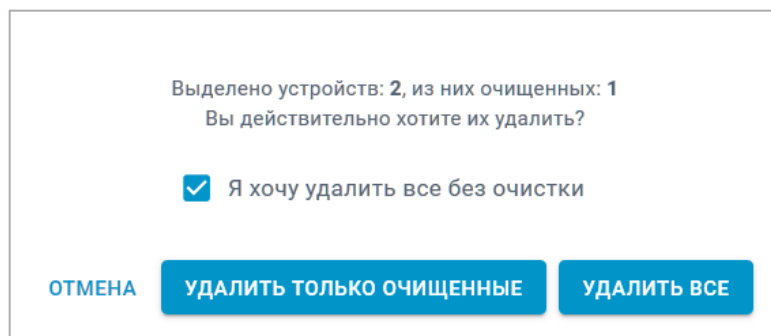 Выделено устройств: 2, из них очищенных: 1
Вы действительно хотите их удалить?
Я хочу удалить все без очистки
ОТМЕНА УДАЛИТЬ ТОЛЬКО ОЧИЩЕННЫЕ УДАЛИТЬ ВСЕ